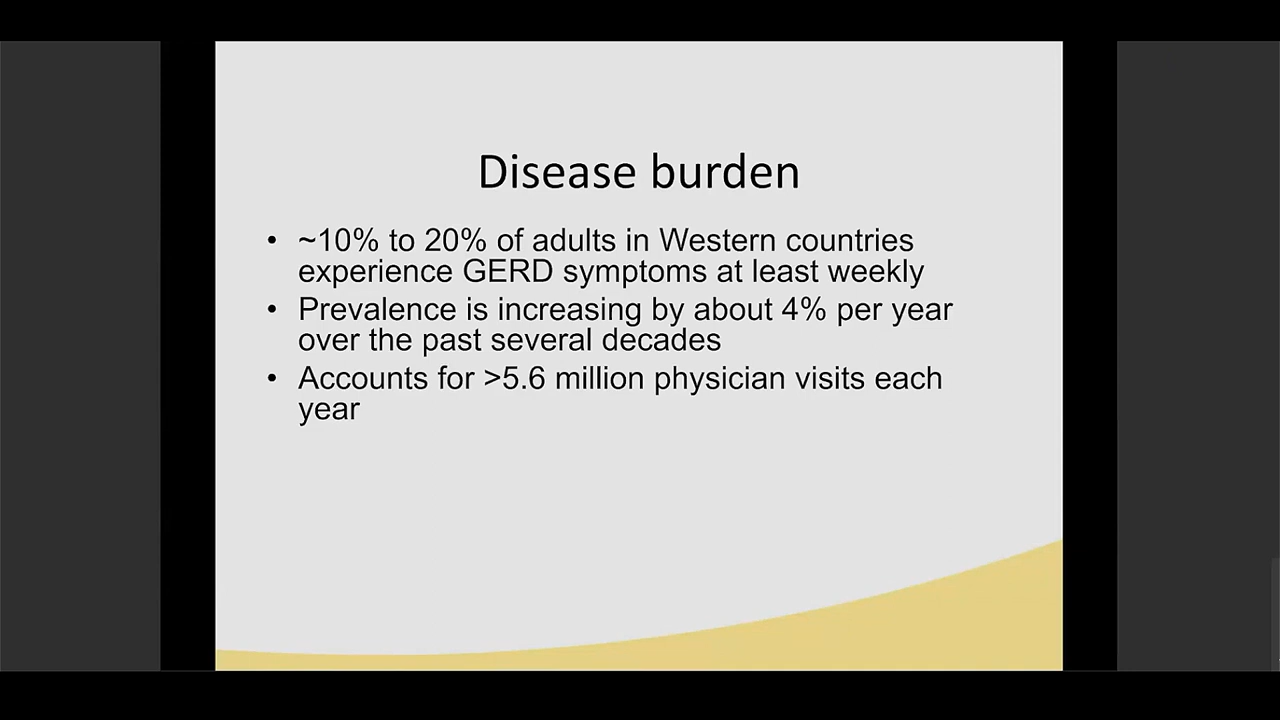 Disease burden
• ~10% to 20% of adults in Western countries
experience GERD symptoms at least weekly
• Prevalence is increasing by about 4% per year
over the past several decades
• Accounts for >5.6 million physician visits each
year